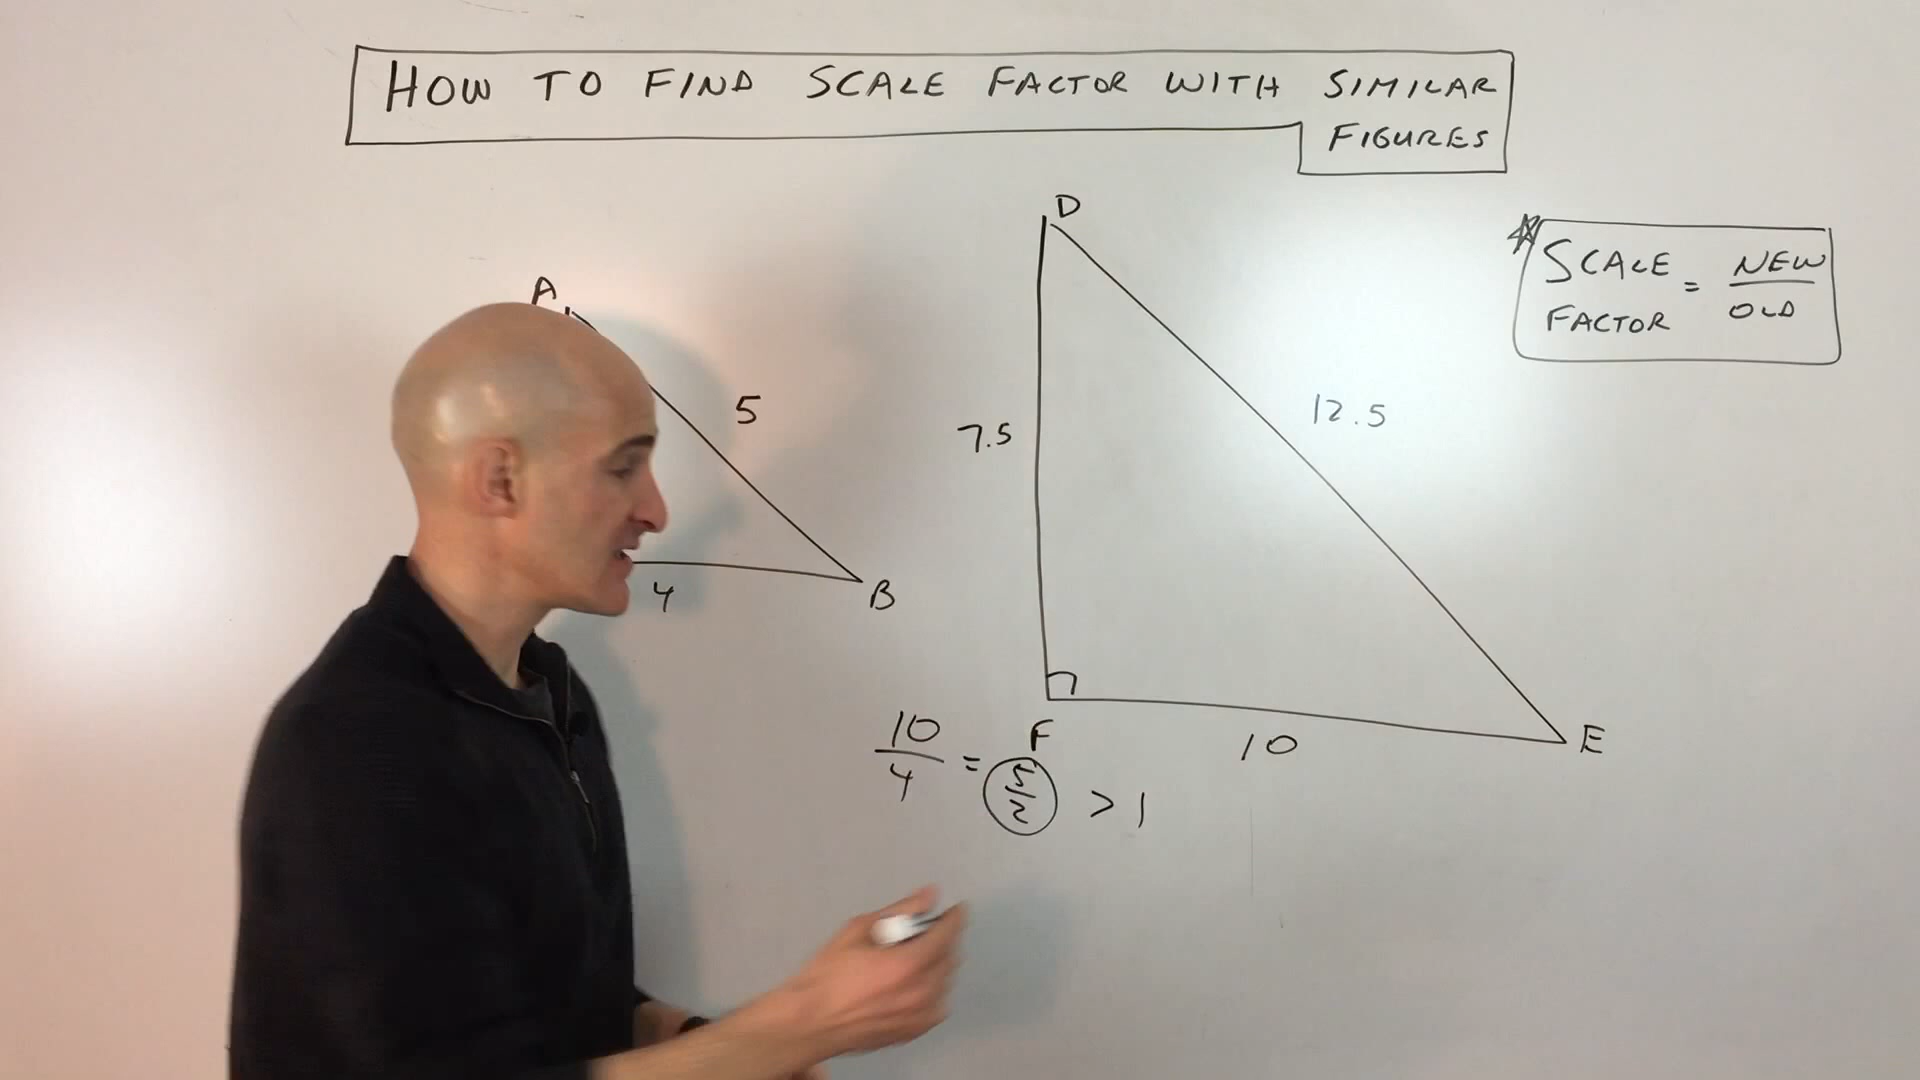 HOW TO FIND SCALE FACTOR WITH SIMILAR
FIGURES
SCALE
FACTOR
=
NEW
OLD
A
5
4
B
D
7.5
12.5
F
10
E
10
4
=
5
2
> 1